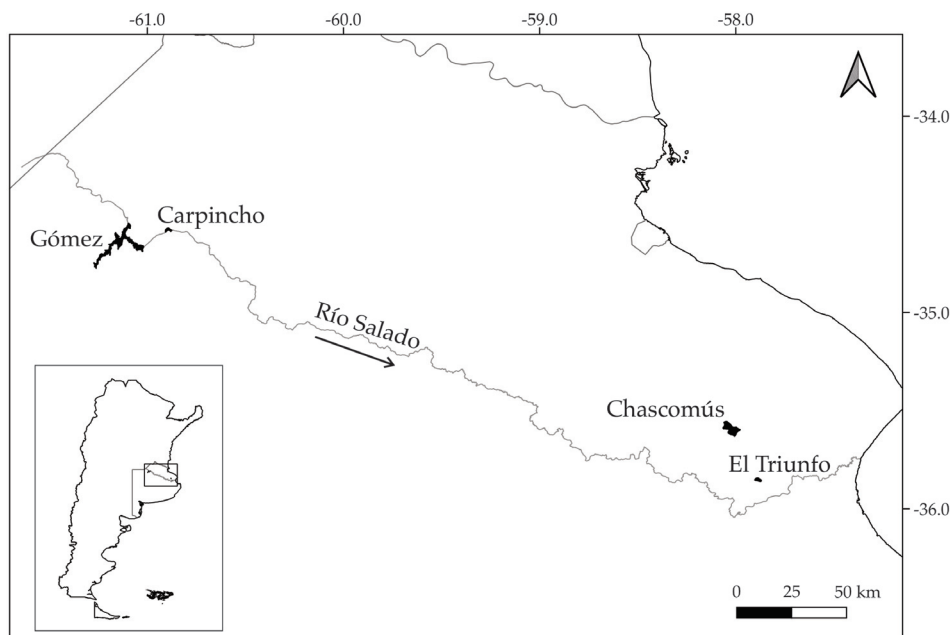 -61.0 -60.0 -59.0 -58.0
-34.0
Carpincho
Gómez
Río Salado
-35.0
Chascomús
El Triunfo
-36.0
0 25 50 km